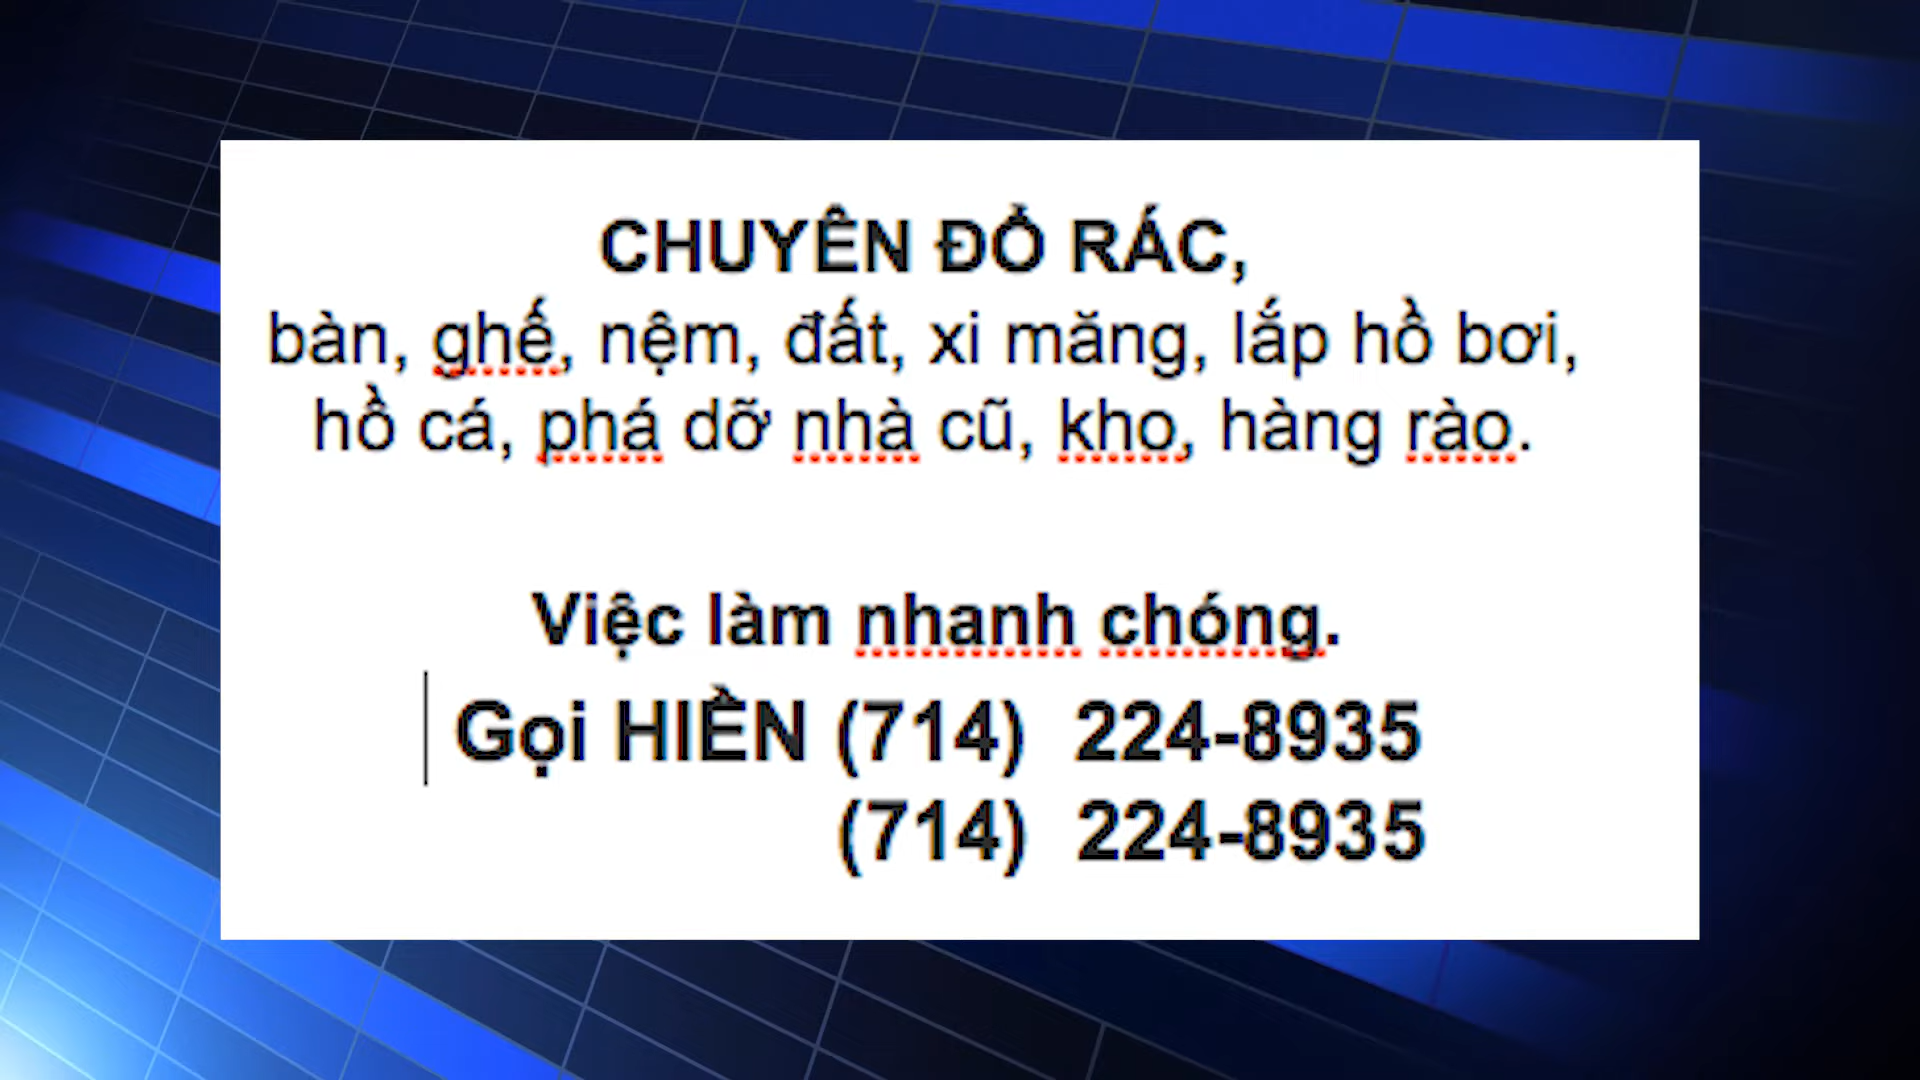 CHUYÊN ĐỔ RÁC,
bàn, ghế, nệm, đất, xi măng, lắp hồ bơi,
hồ cá, phá dỡ nhà cũ, kho, hàng rào.
Việc làm nhanh chóng.
Gọi HIỀN (714) 224-8935
(714) 224-8935